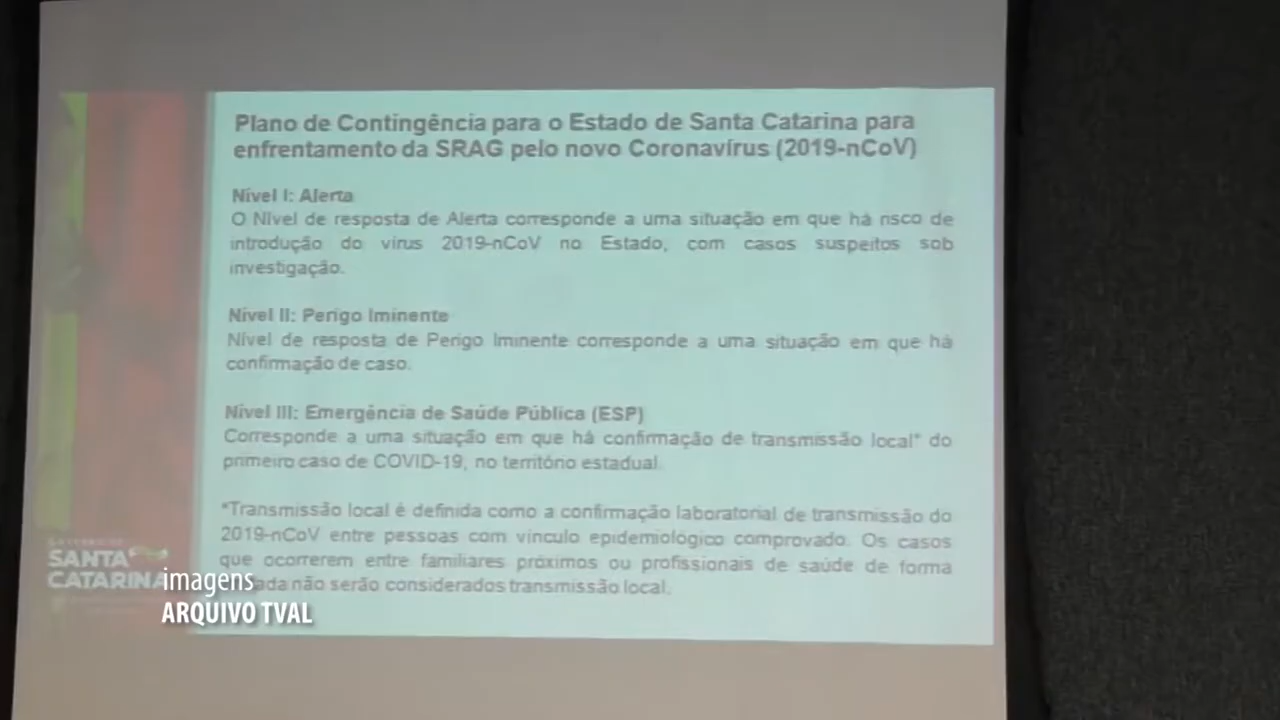 Plano de Contingência para o Estado de Santa Catarina para
enfrentamento da SRAG pelo novo Coronavírus (2019-nCoV)
Nível I: Alerta
O Nível de resposta de Alerta corresponde a uma situação em que há risco de
introdução do vírus 2019-nCoV no Estado, com casos suspeitos sob
investigação.
Nível II: Perigo Iminente
Nível de resposta de Perigo Iminente corresponde a uma situação em que há
confirmação de caso.
Nível III: Emergência de Saúde Pública (ESP)
Corresponde a uma situação em que há confirmação de transmissão local* do
primeiro caso de COVID-19, no território estadual.
*Transmissão local é definida como a confirmação laboratorial de transmissão do
2019-nCoV entre pessoas com vínculo epidemiológico comprovado. Os casos
que ocorrerem entre familiares próximos ou profissionais de saúde de forma
não serão considerados transmissão local.
SANTA
CATARINA
imagens
ARQUIVO TVAL